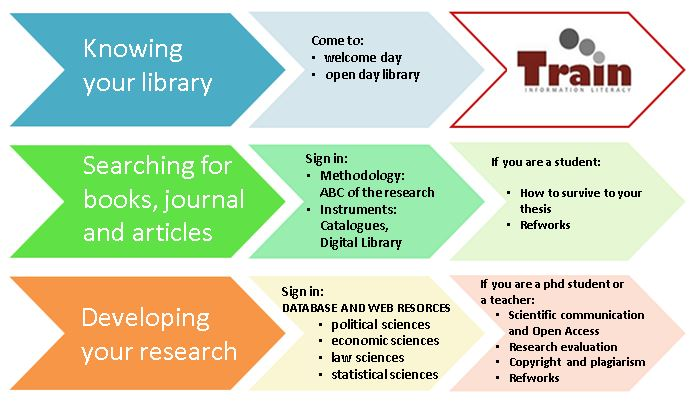 Knowing
your library
Come to:
• welcome day
• open day library
Train
INFORMATION LITERACY
Searching for
books, journal
and articles
Sign in:
• Methodology:
ABC of the research
• Instruments:
Catalogues,
Digital Library
If you are a student:
• How to survive to your
thesis
• Refworks
Developing
your research
Sign in:
DATABASE AND WEB RESORCES
• political sciences
• economic sciences
• law sciences
• statistical sciences
If you are a phd student or
a teacher:
• Scientific communication
and Open Access
• Research evaluation
• Copyright and plagiarism
• Refworks